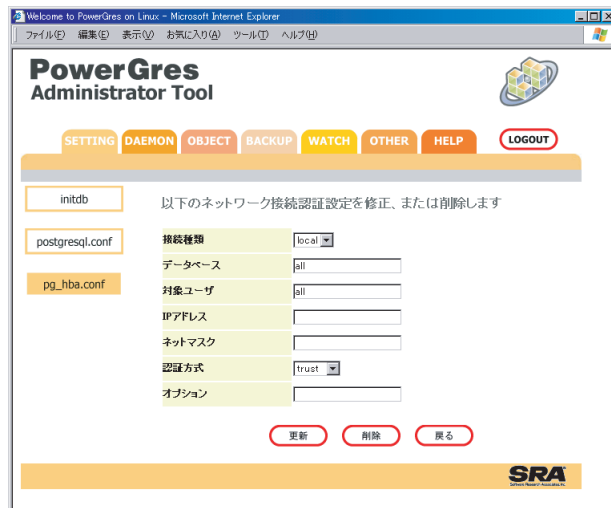 Welcome to PowerGres on Linux - Microsoft Internet Explorer
ファイル(F) 編集(E) 表示(V) お気に入り(A) ツール(T) ヘルプ(H)
PowerGres
Administrator Tool
SETTING DAEMON OBJECT BACKUP WATCH OTHER HELP LOGOUT
initdb
以下のネットワーク接続認証設定を修正、または削除します
postgresql.conf
pg_hba.conf
接続種類 local
データベース all
対象ユーザ all
IPアドレス
ネットマスク
認証方式 trust
オプション
更新 削除 戻る
SRA
Software Research Associates, Inc.